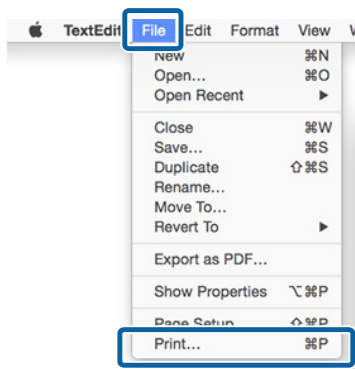 TextEdit File Edit Format View
New ⌘N
Open... ⌘O
Open Recent ▶
Close ⌘W
Save... ⌘S
Duplicate ⇧⌘S
Rename...
Move To...
Revert To ▶
Export as PDF...
Show Properties ⌥⌘P
Page Setup ⇧⌘P
Print... ⌘P